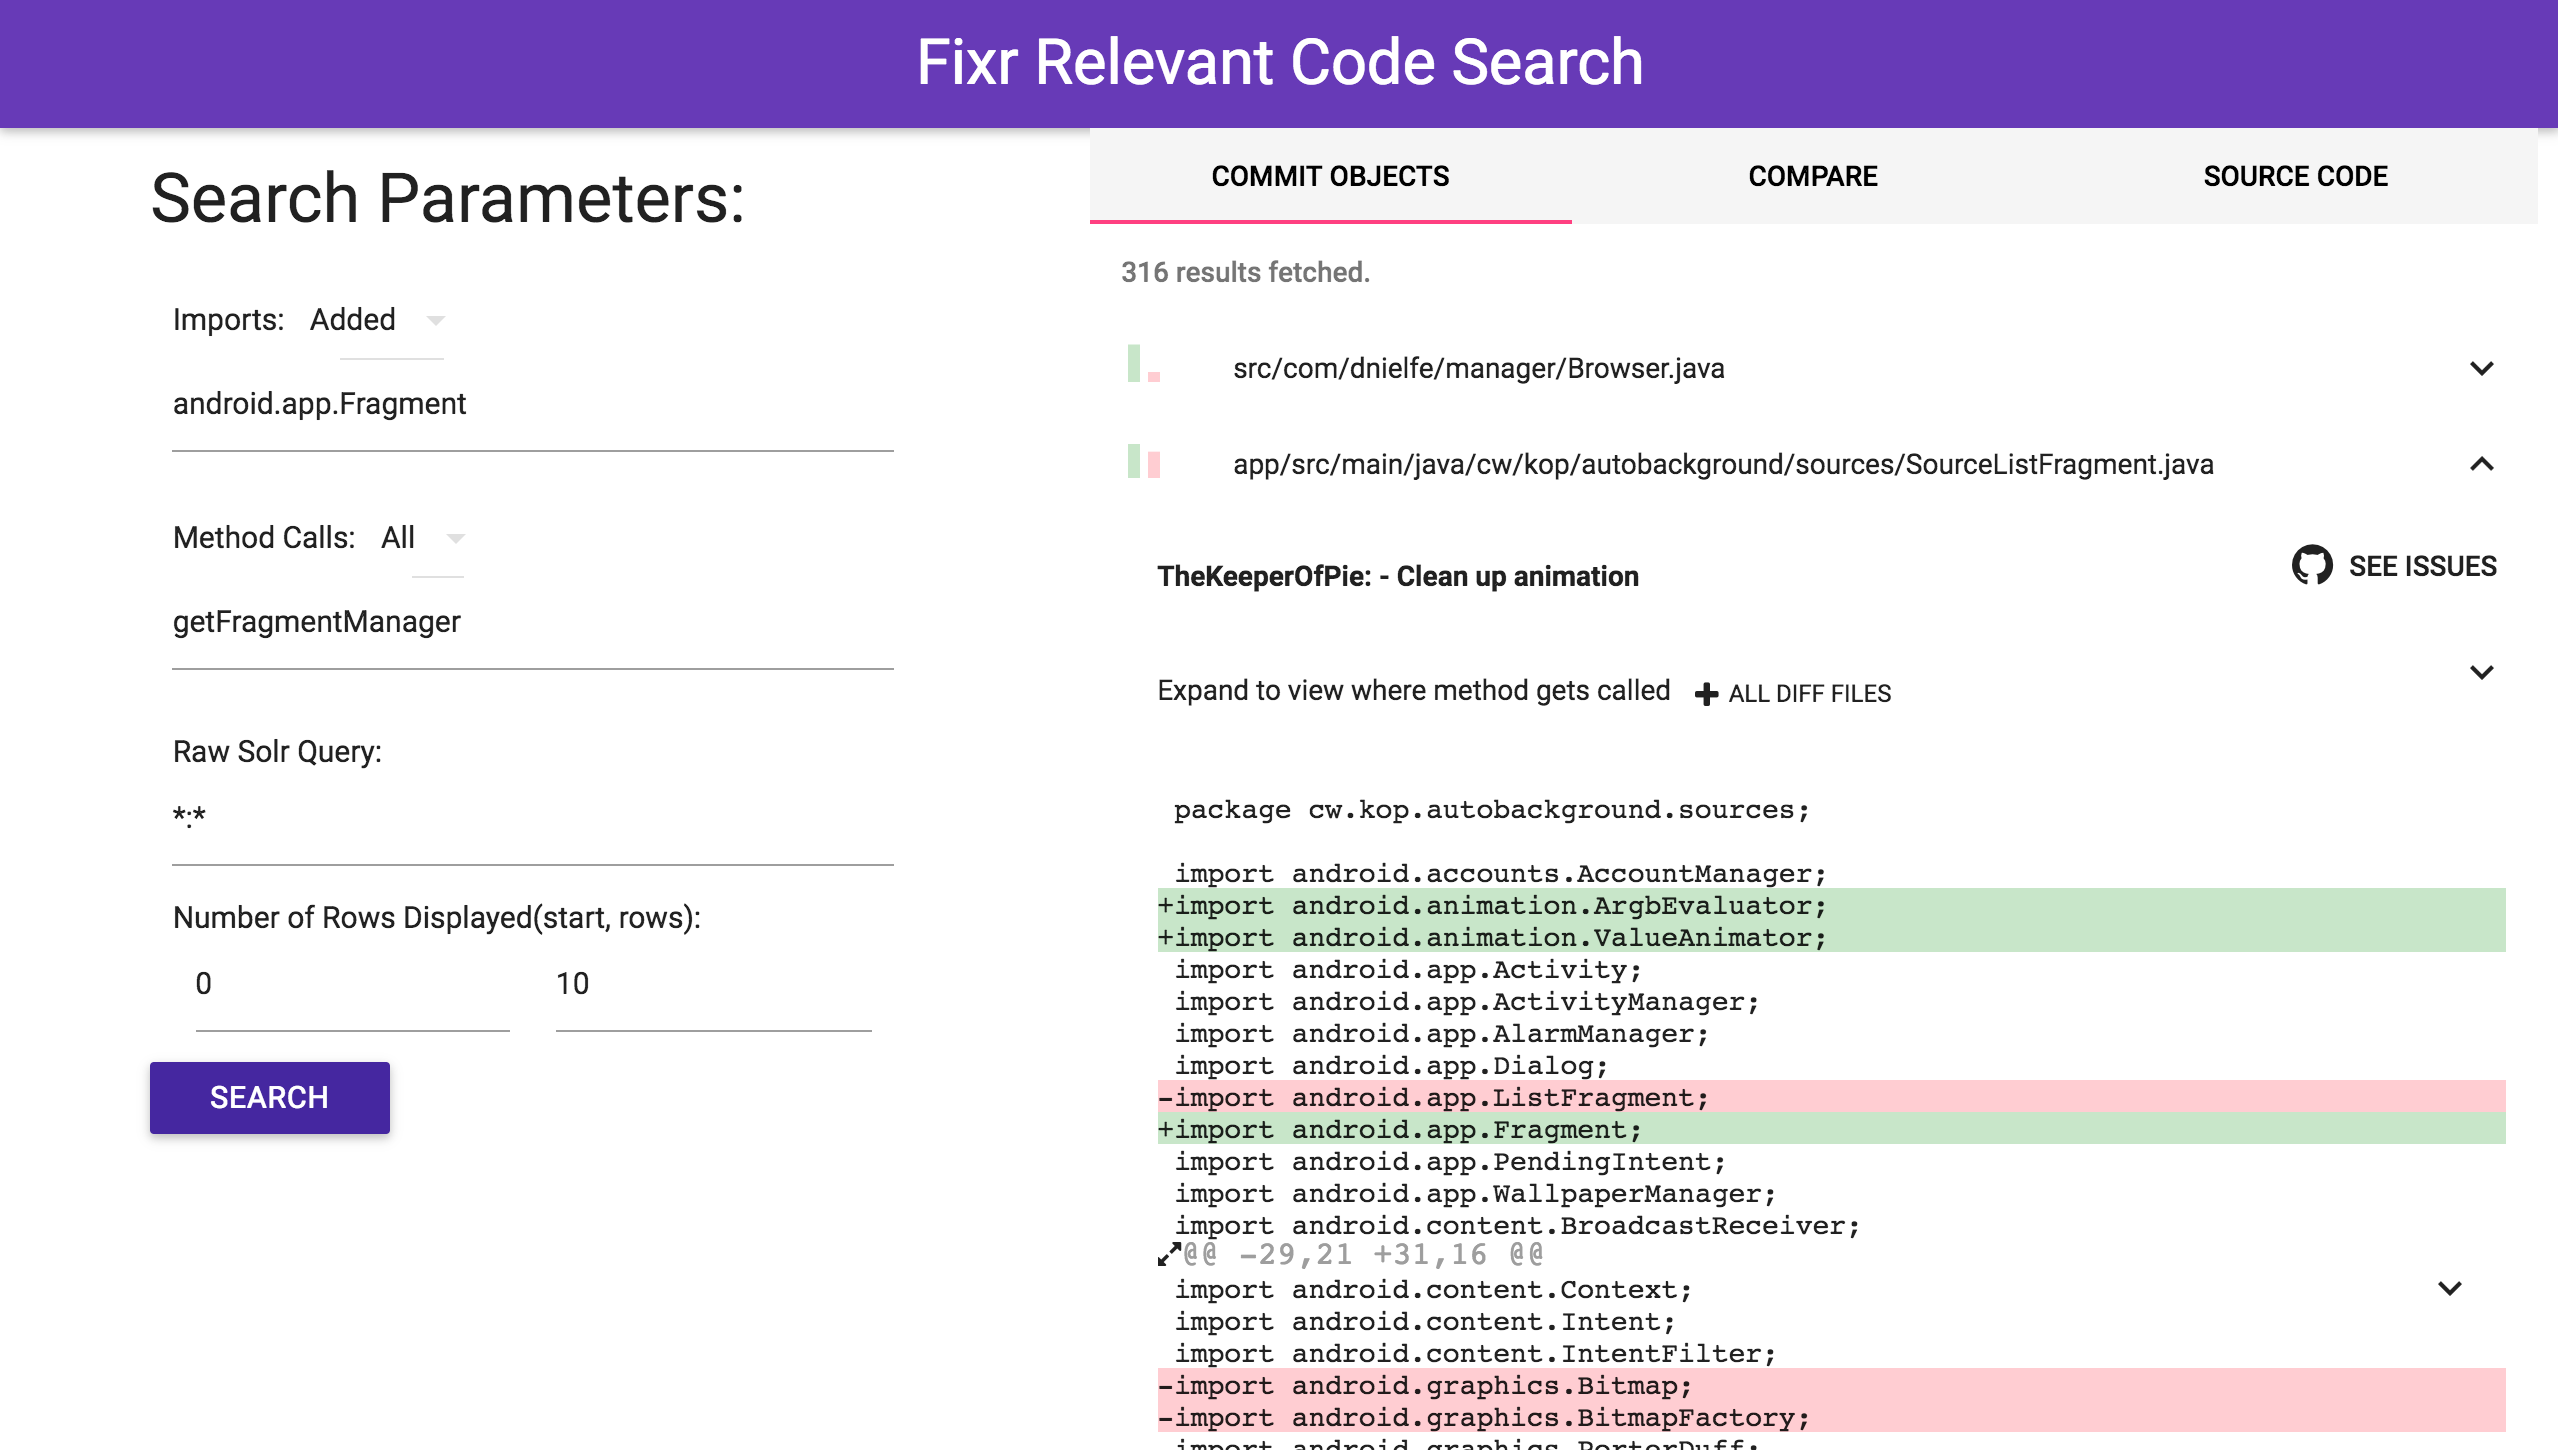 Fixr Relevant Code Search
Search Parameters:
Imports: Added
android.app.Fragment
Method Calls: All
getFragmentManager
Raw Solr Query:
*:*
Number of Rows Displayed(start, rows):
0 10
SEARCH
COMMIT OBJECTS COMPARE SOURCE CODE
316 results fetched.
src/com/dnielfe/manager/Browser.java
app/src/main/java/cw/kop/autobackground/sources/SourceListFragment.java
TheKeeperOfPie: - Clean up animation SEE ISSUES
Expand to view where method gets called ALL DIFF FILES
package cw.kop.autobackground.sources;
import android.accounts.AccountManager;
+import android.animation.ArgbEvaluator;
+import android.animation.ValueAnimator;
import android.app.Activity;
import android.app.ActivityManager;
import android.app.AlarmManager;
import android.app.Dialog;
-import android.app.ListFragment;
+import android.app.Fragment;
import android.app.PendingIntent;
import android.app.WallpaperManager;
import android.content.BroadcastReceiver;
@@ -29,21 +31,16 @@
import android.content.Context;
import android.content.Intent;
import android.content.IntentFilter;
-import android.graphics.Bitmap;
-import android.graphics.BitmapFactory;
import android.graphics.PorterDuff;